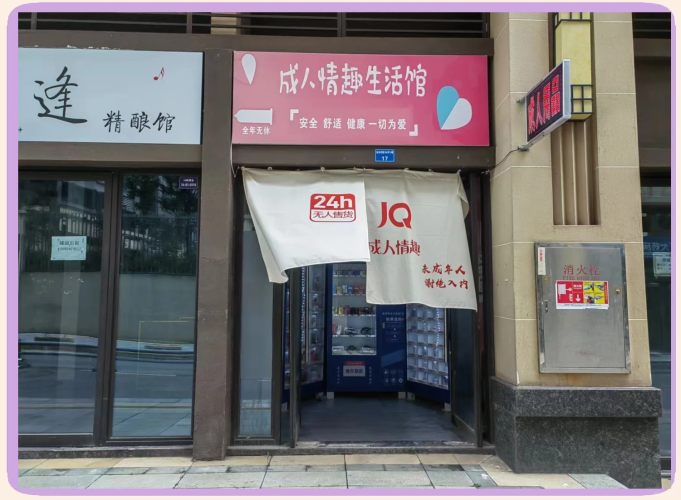 逢
精酿馆
成人情趣生活馆
全年无休
『安全 舒适 健康 一切为爱』
17
24h
无人售货
JQ
成人情趣
未成年人
谢绝入内
成人情趣
消火栓